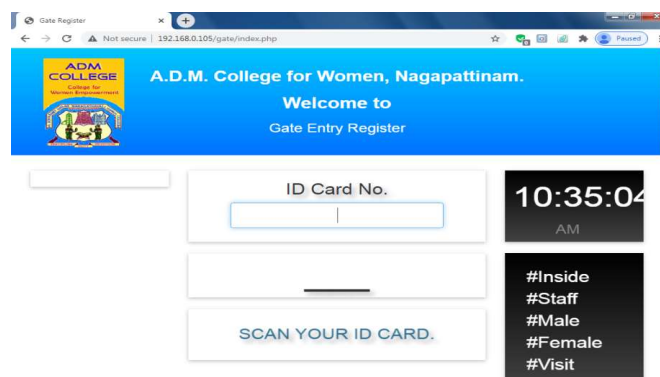 Gate Register
Not secure | 192.168.0.105/gate/index.php
Paused
ADM
COLLEGE
College for
Women Empowerment
A.D.M. College for Women, Nagapattinam.
Welcome to
Gate Entry Register
ID Card No.
10:35:04
AM
SCAN YOUR ID CARD.
#Inside
#Staff
#Male
#Female
#Visit